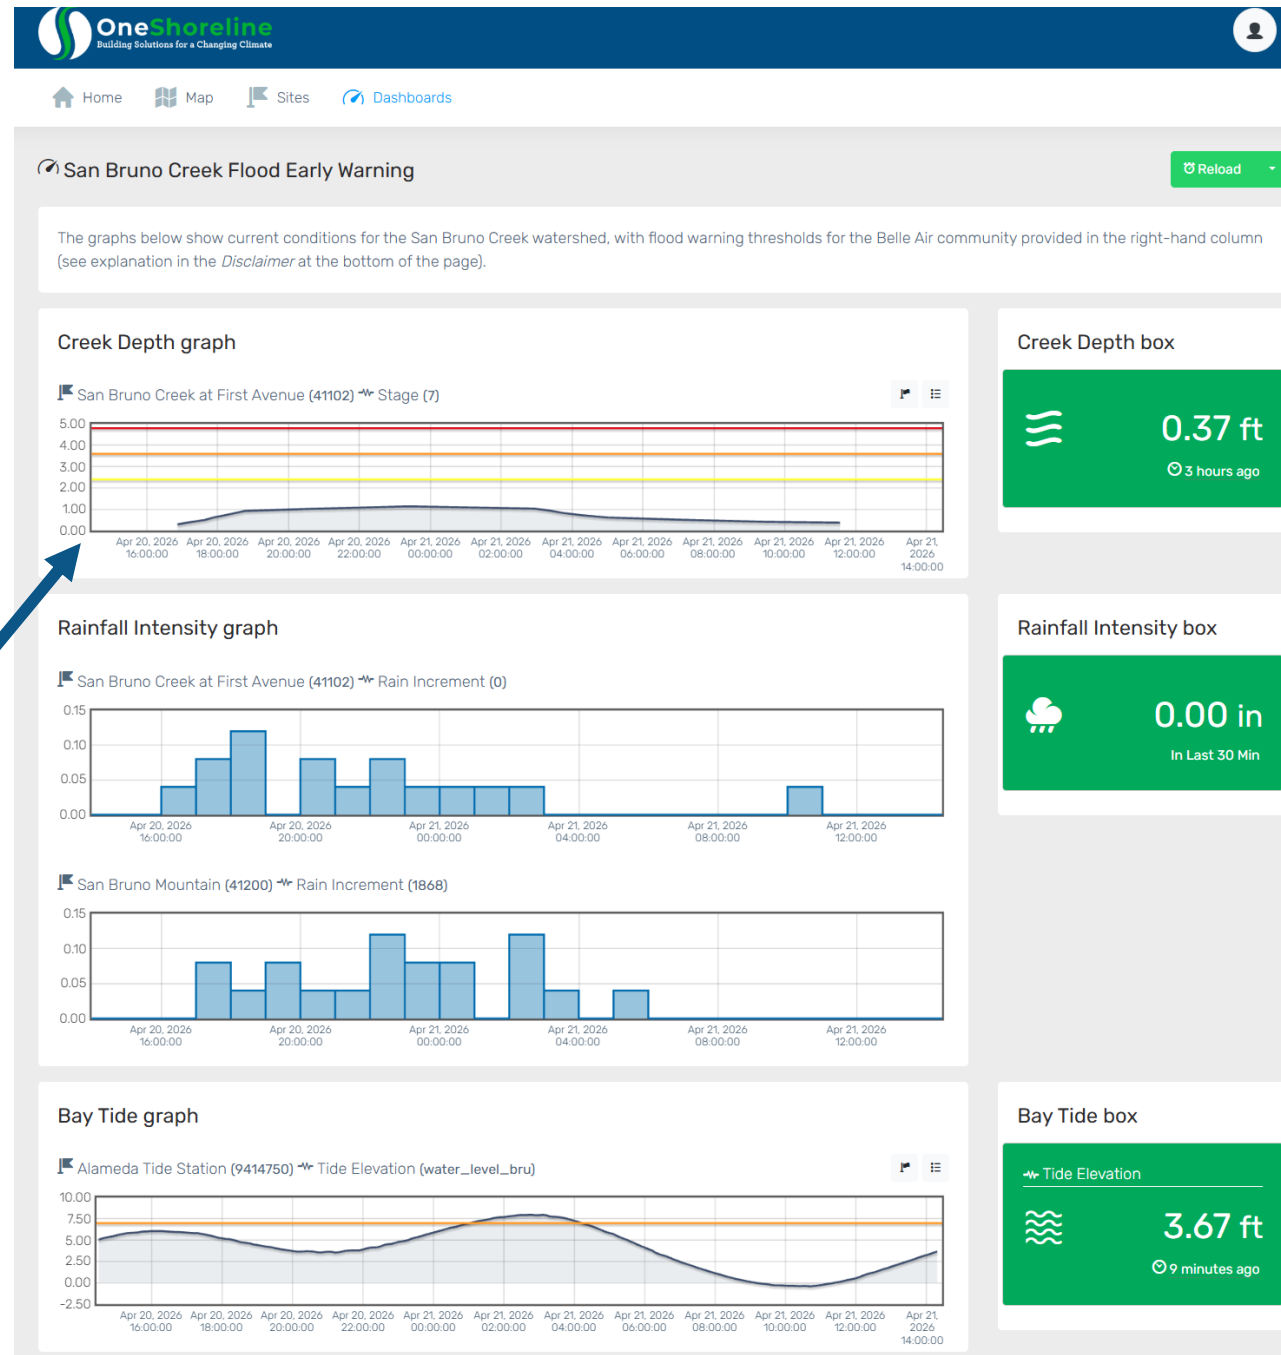 OneShoreline
Building Solutions for a Changing Climate
Home Map Sites Dashboards
San Bruno Creek Flood Early Warning
Reload
The graphs below show current conditions for the San Bruno Creek watershed, with flood warning thresholds for the Belle Air community provided in the right-hand column
(see explanation in the Disclaimer at the bottom of the page).
Creek Depth graph
San Bruno Creek at First Avenue (41102) Stage (7)
5.00
4.00
3.00
2.00
1.00
0.00
Apr 20, 2026 Apr 20, 2026 Apr 20, 2026 Apr 20, 2026 Apr 21, 2026 Apr 21, 2026 Apr 21, 2026 Apr 21, 2026 Apr 21, 2026 Apr 21, 2026 Apr 21, 2026 Apr 21,
16:00:00 18:00:00 20:00:00 22:00:00 00:00:00 02:00:00 04:00:00 06:00:00 08:00:00 10:00:00 12:00:00 2026
14:00:00
Creek Depth box
0.37 ft
3 hours ago
Rainfall Intensity graph
San Bruno Creek at First Avenue (41102) Rain Increment (0)
0.15
0.10
0.05
0.00
Apr 20, 2026 Apr 20, 2026 Apr 21, 2026 Apr 21, 2026 Apr 21, 2026 Apr 21, 2026
16:00:00 20:00:00 00:00:00 04:00:00 08:00:00 12:00:00
San Bruno Mountain (41200) Rain Increment (1868)
0.15
0.10
0.05
0.00
Apr 20, 2026 Apr 20, 2026 Apr 21, 2026 Apr 21, 2026 Apr 21, 2026 Apr 21, 2026
16:00:00 20:00:00 00:00:00 04:00:00 08:00:00 12:00:00
Rainfall Intensity box
0.00 in
In Last 30 Min
Bay Tide graph
Alameda Tide Station (9414750) Tide Elevation (water_level_bru)
10.00
7.50
5.00
2.50
0.00
-2.50
Apr 20, 2026 Apr 20, 2026 Apr 20, 2026 Apr 20, 2026 Apr 21, 2026 Apr 21, 2026 Apr 21, 2026 Apr 21, 2026 Apr 21, 2026 Apr 21, 2026 Apr 21, 2026 Apr 21,
16:00:00 18:00:00 20:00:00 22:00:00 00:00:00 02:00:00 04:00:00 06:00:00 08:00:00 10:00:00 12:00:00 2026
14:00:00
Bay Tide box
Tide Elevation
3.67 ft
9 minutes ago